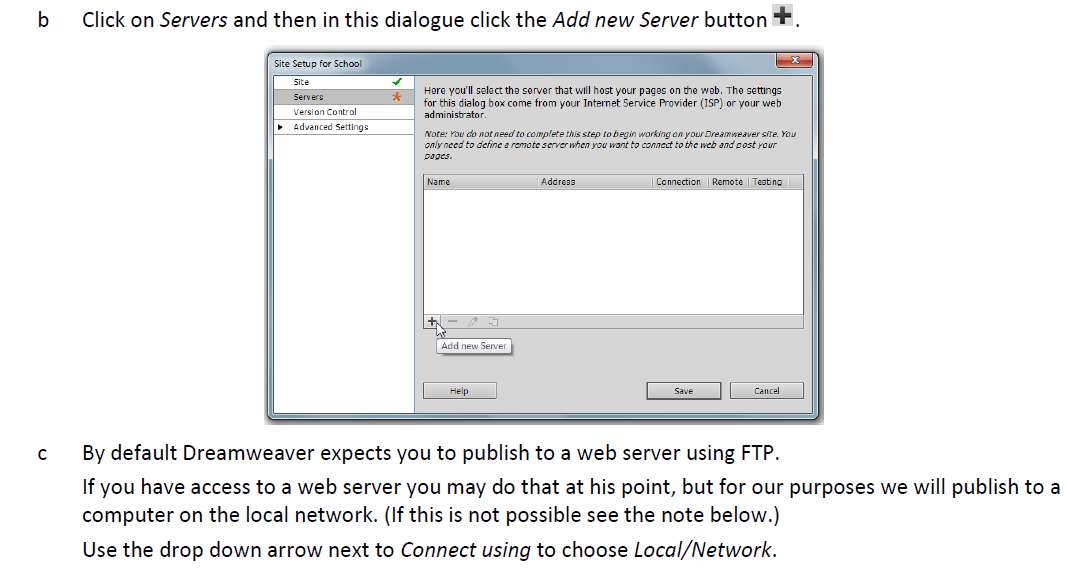 b Click on Servers and then in this dialogue click the Add new Server button +.
Site Setup for School
Site
Servers
Version Control
Advanced Settings
Here you'll select the server that will host your pages on the web. The settings
for this dialog box come from your Internet Service Provider (ISP) or your web
administrator.
Note: You do not need to complete this step to begin working on your Dreamweaver site. You
only need to define a remote server when you want to connect to the web and post your
pages.
Name Address Connection Remote Testing
Add new Server
Help Save Cancel
c By default Dreamweaver expects you to publish to a web server using FTP.
If you have access to a web server you may do that at his point, but for our purposes we will publish to a
computer on the local network. (If this is not possible see the note below.)
Use the drop down arrow next to Connect using to choose Local/Network.